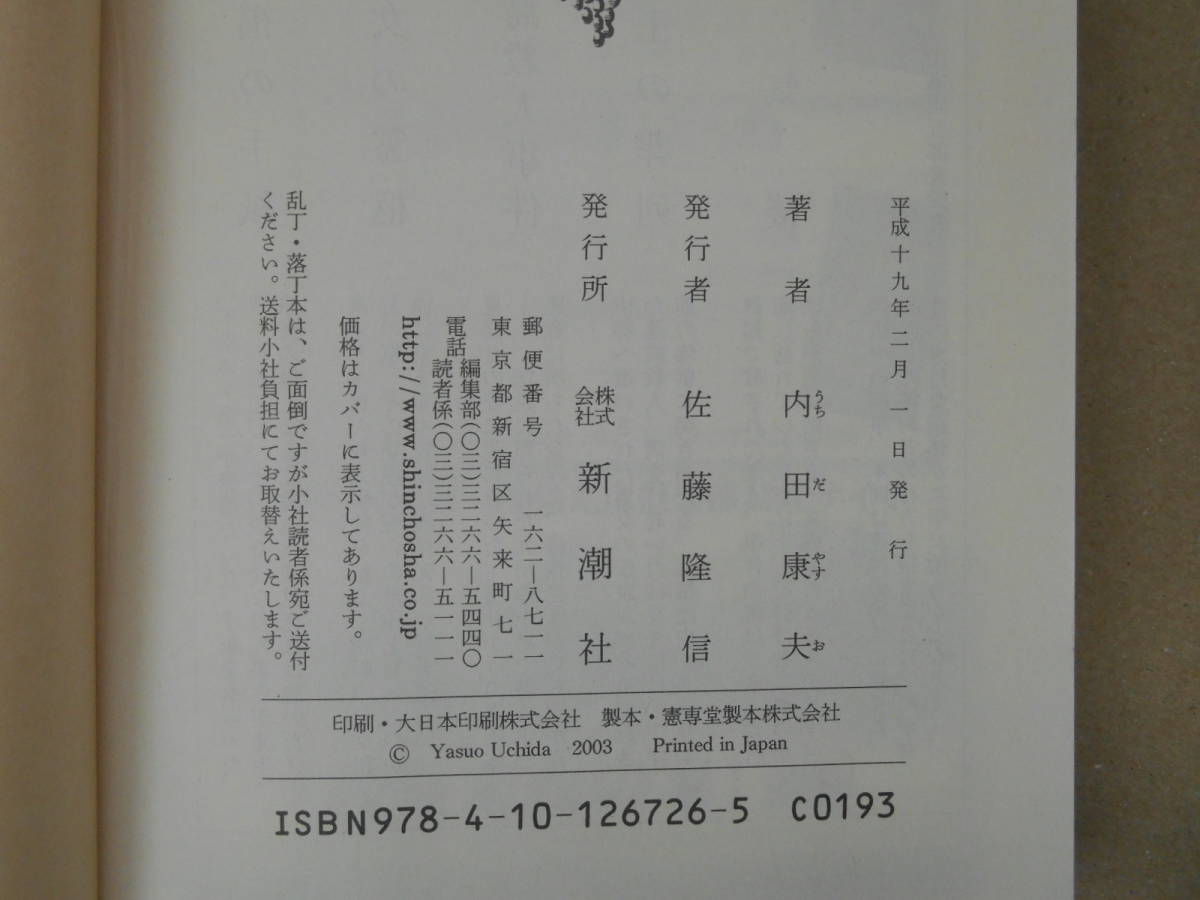 平成十九年二月一日発行
著者 内田康夫
うちだやすお
発行者 佐藤隆信
発行所 株式会社 新潮社
郵便番号 一六二―八七一一
東京都新宿区矢来町七一
電話 編集部(〇三)三二六六―五四四〇
読者係(〇三)三二六六―五一一一
http://www.shinchosha.co.jp
価格はカバーに表示してあります。
乱丁・落丁本は、ご面倒ですが小社読者係宛ご送付
ください。送料小社負担にてお取替えいたします。
印刷・大日本印刷株式会社 製本・憲専堂製本株式会社
© Yasuo Uchida 2003 Printed in Japan
ISBN978-4-10-126726-5 C0193